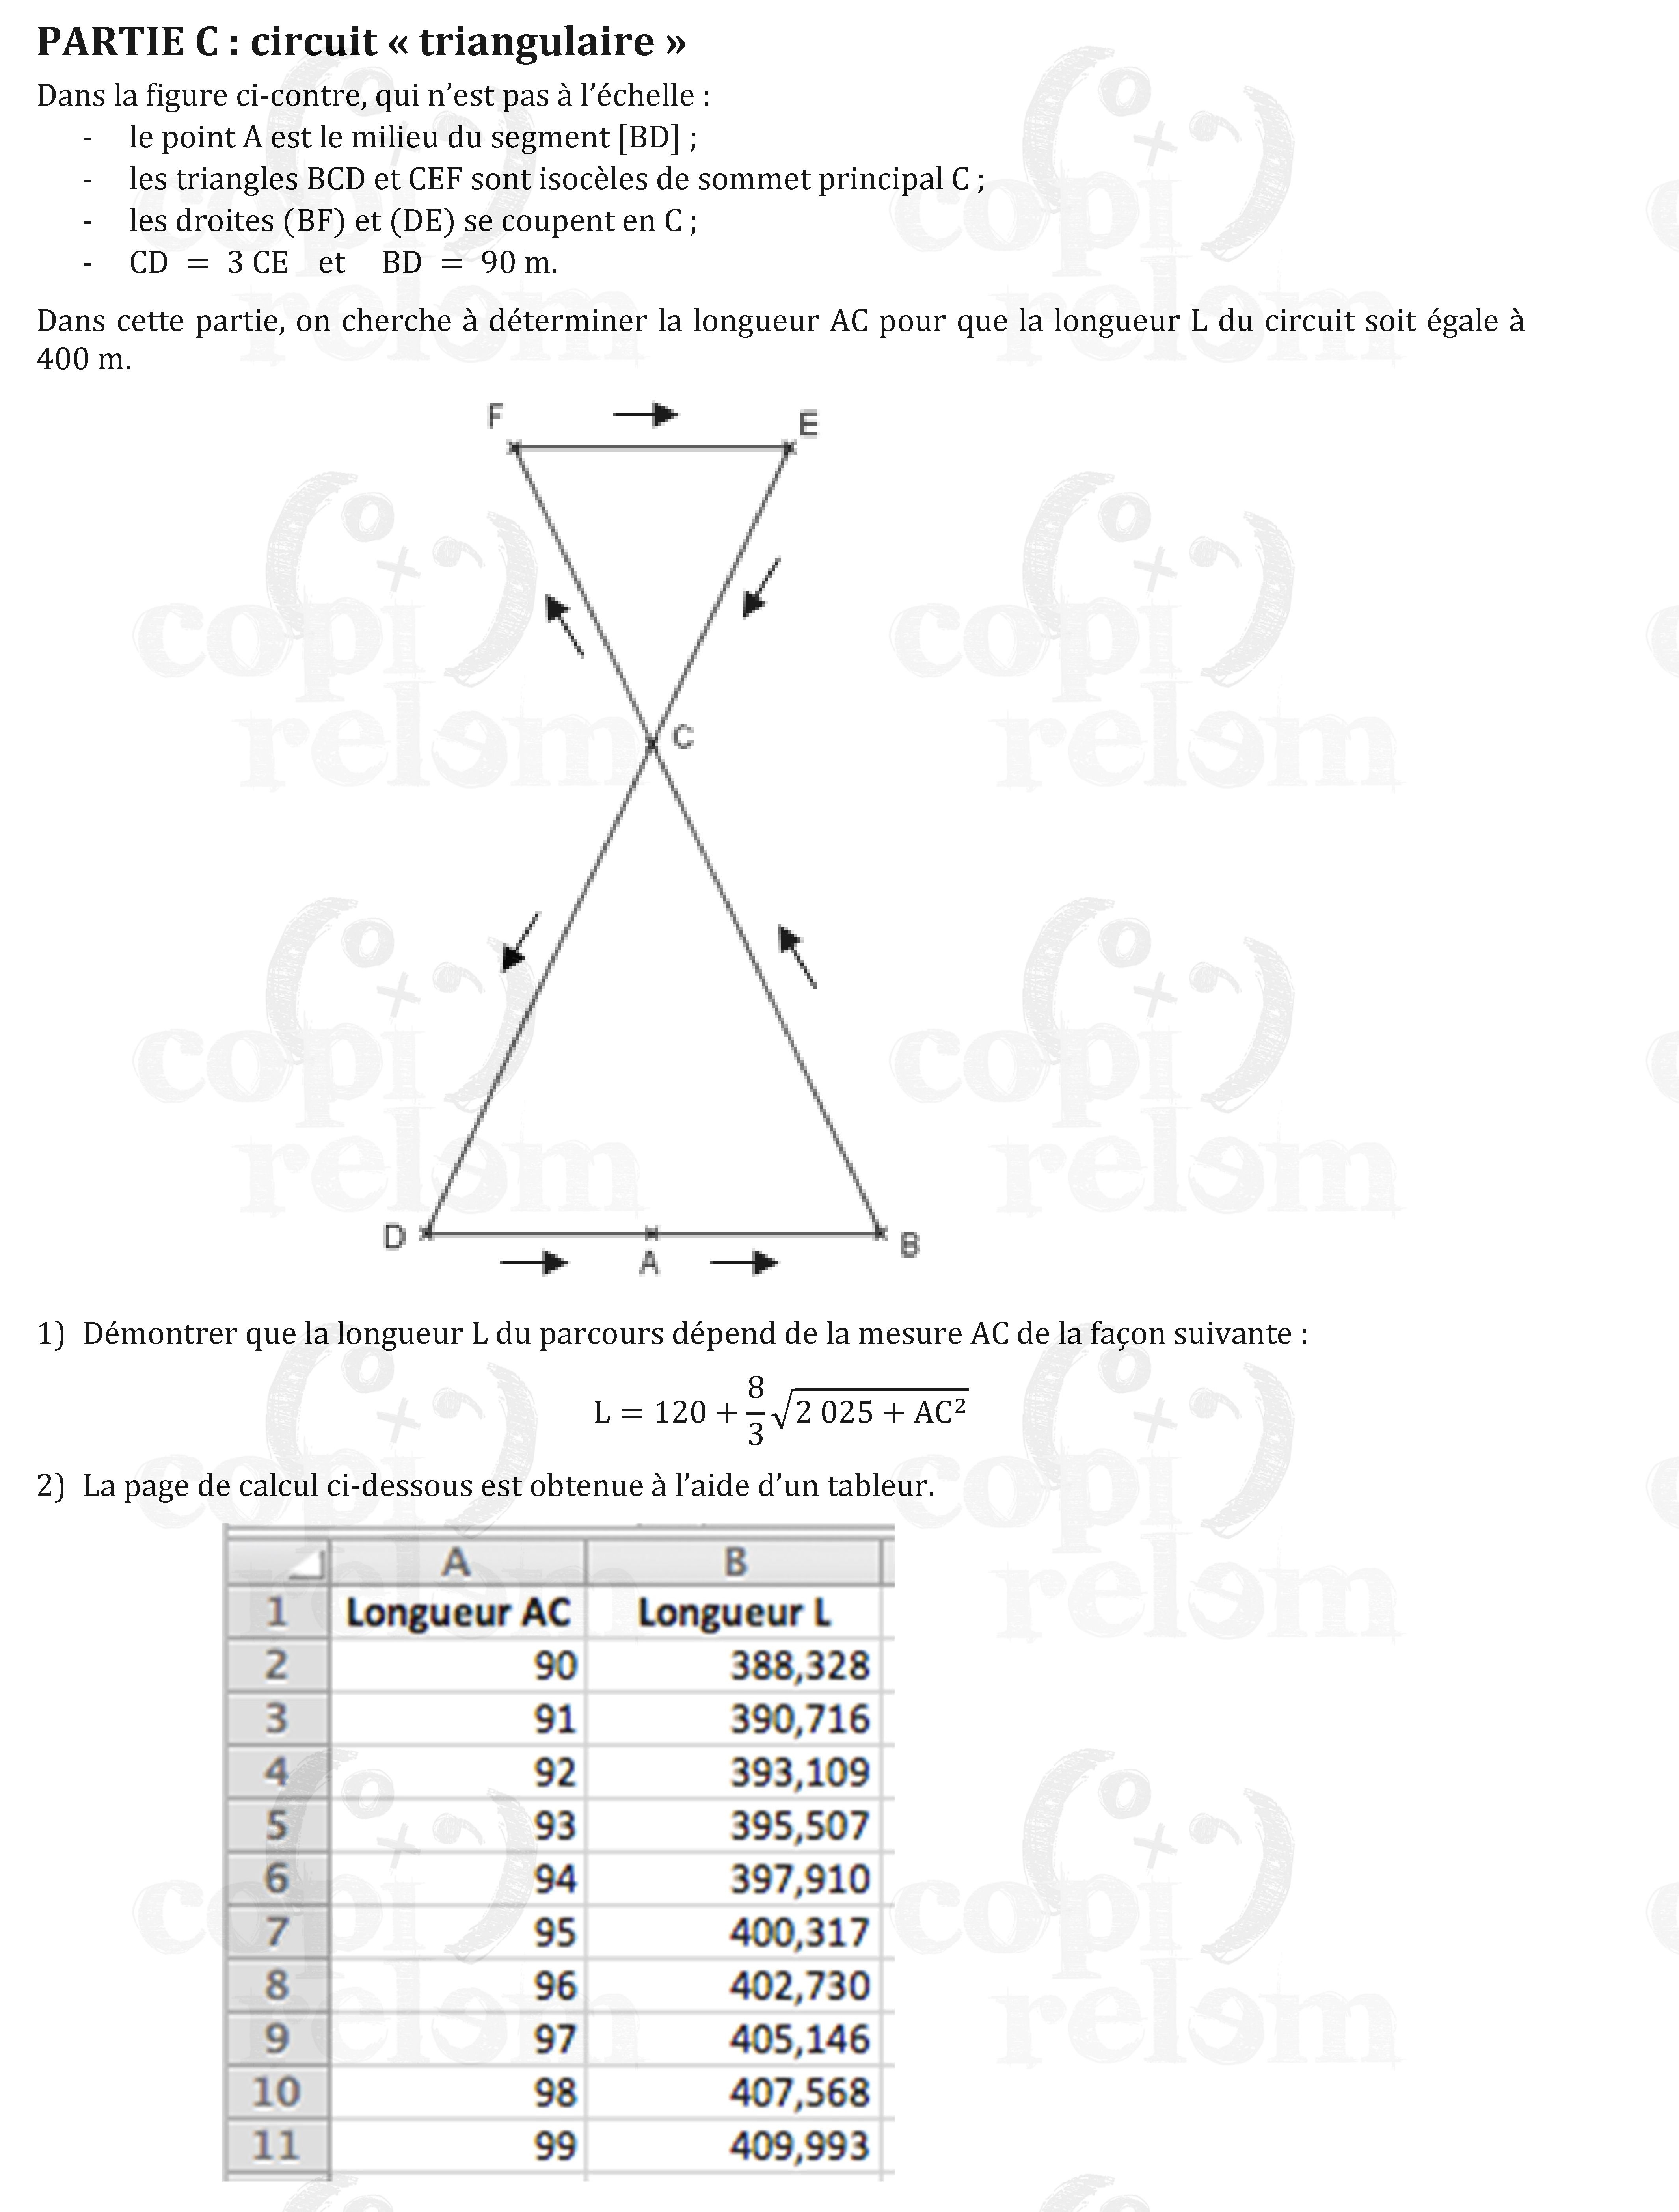 PARTIE C : circuit « triangulaire »
Dans la figure ci-contre, qui n’est pas à l’échelle :
- le point A est le milieu du segment [BD] ;
- les triangles BCD et CEF sont isocèles de sommet principal C ;
- les droites (BF) et (DE) se coupent en C ;
- CD = 3 CE et BD = 90 m.
Dans cette partie, on cherche à déterminer la longueur AC pour que la longueur L du circuit soit égale à
400 m.
F E
C
D A B
1) Démontrer que la longueur L du parcours dépend de la mesure AC de la façon suivante :
L = 120 + 8/3 √(2 025 + AC²)
2) La page de calcul ci-dessous est obtenue à l’aide d’un tableur.
A B
1 Longueur AC Longueur L
2 90 388,328
3 91 390,716
4 92 393,109
5 93 395,507
6 94 397,910
7 95 400,317
8 96 402,730
9 97 405,146
10 98 407,568
11 99 409,993
copirelem